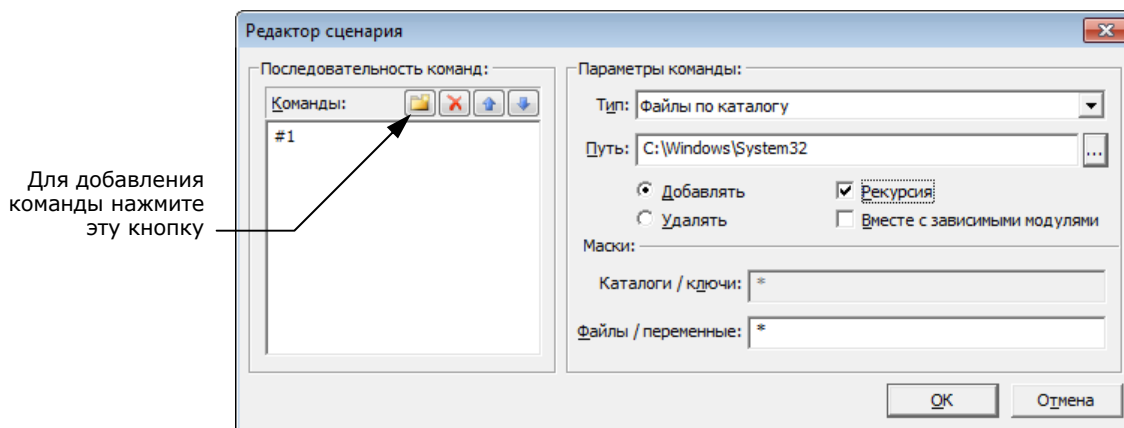 Редактор сценария
Последовательность команд:
Команды:
#1
Для добавления
команды нажмите
эту кнопку
Параметры команды:
Тип: Файлы по каталогу
Путь: C:\Windows\System32
...
Добавлять
Рекурсия
Удалять
Вместе с зависимыми модулями
Маски:
Каталоги / ключи: *
Файлы / переменные: *
OK
Отмена